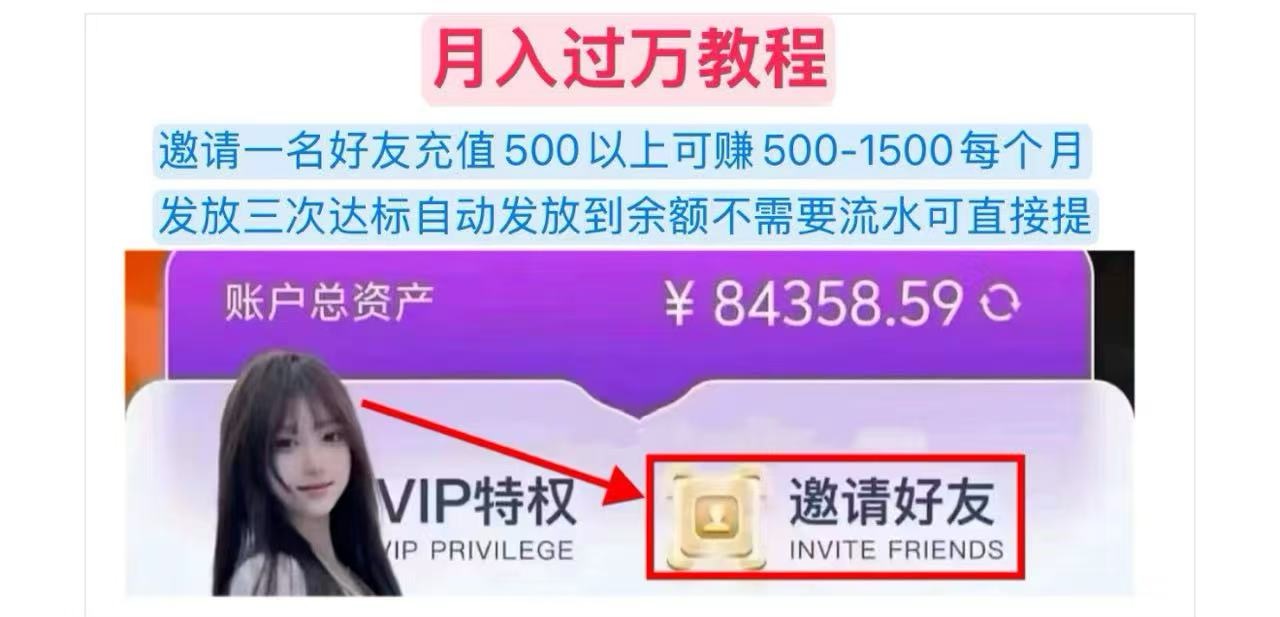 月入过万教程
邀请一名好友充值500以上可赚500-1500每个月
发放三次达标自动发放到余额不需要流水可直接提
账户总资产
¥ 84358.59
VIP特权
VIP PRIVILEGE
邀请好友
INVITE FRIENDS